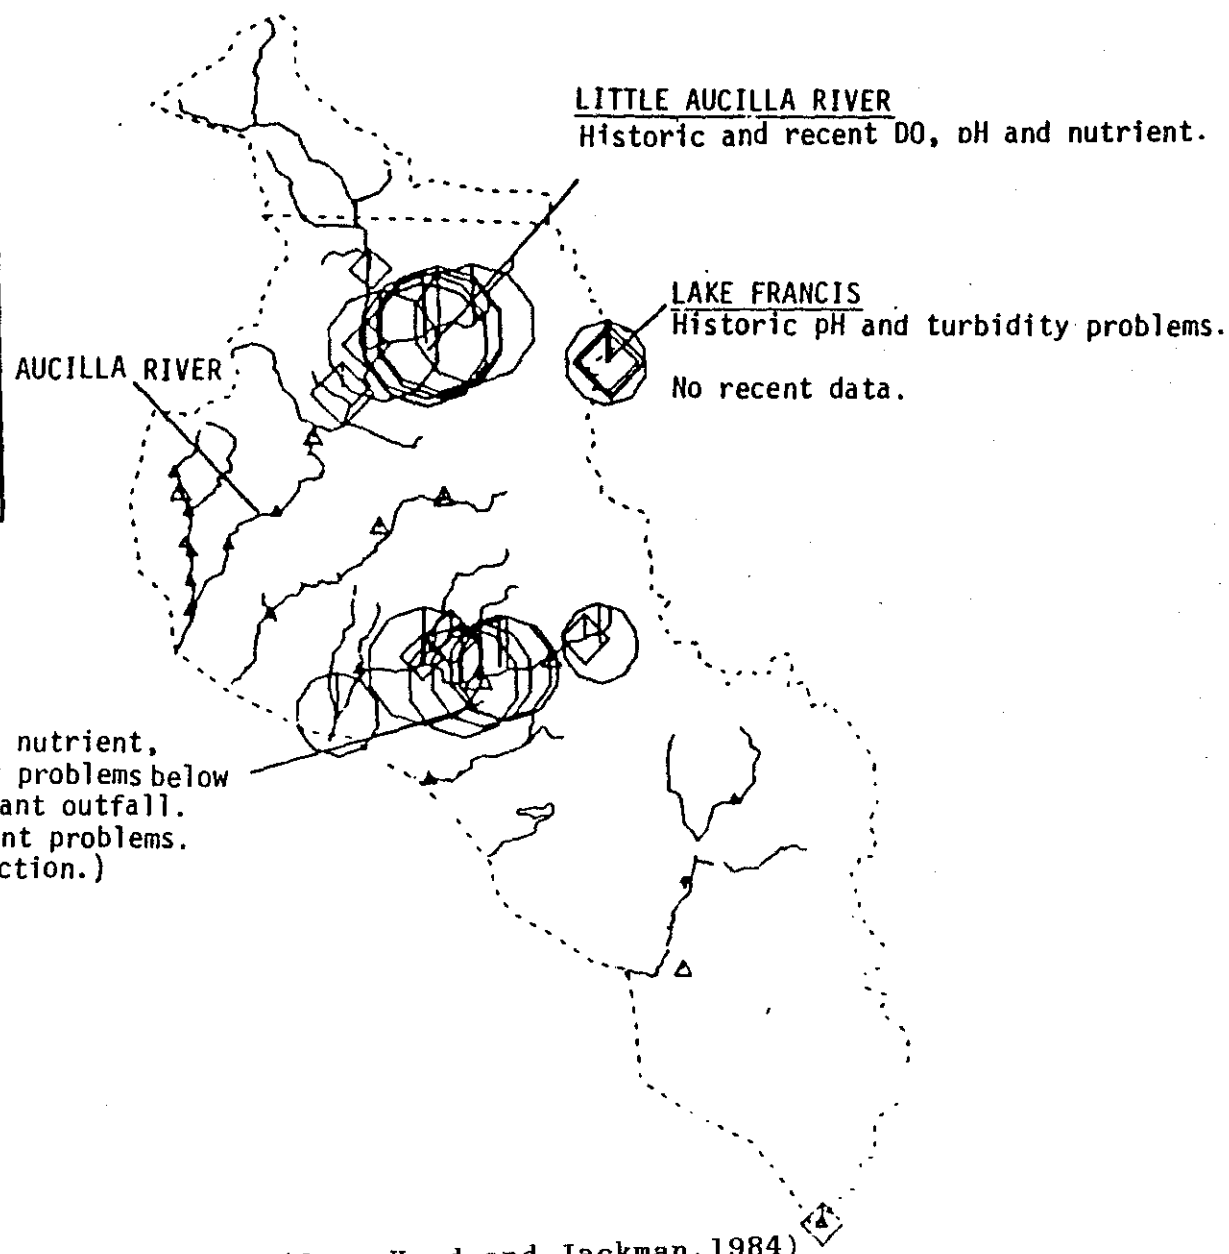 LITTLE AUCILLA RIVER
Historic and recent DO, pH and nutrient.
LAKE FRANCIS
Historic pH and turbidity problems.
No recent data.
AUCILLA RIVER
nutrient,
problems below
ant outfall.
nt problems.
ction.)
and Jackman, 1984)